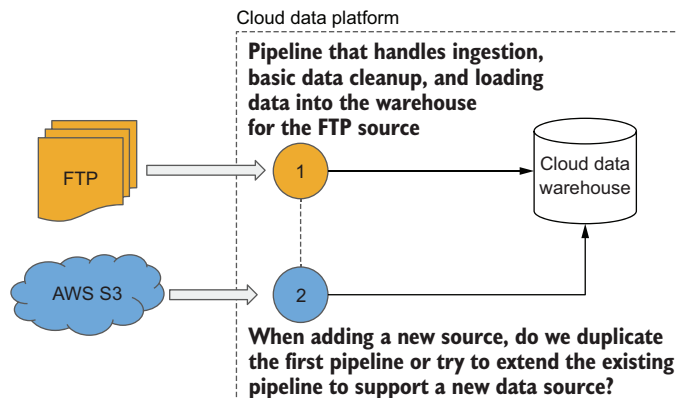 Cloud data platform
Pipeline that handles ingestion,
basic data cleanup, and loading
data into the warehouse
for the FTP source
FTP
1
Cloud data
warehouse
AWS S3
2
When adding a new source, do we duplicate
the first pipeline or try to extend the existing
pipeline to support a new data source?